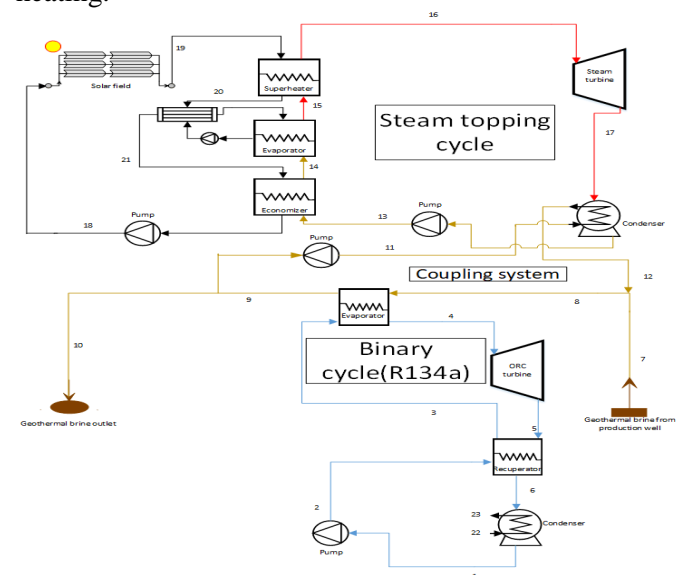 heating.
16
19
Solar field
Superheater
Steam
turbine
20
15
Steam topping
cycle
17
Evaporator
21
14
Economizer
Pump
13
Pump
18
Condenser
Pump
11
Coupling system
12
9
8
Evaporator
4
10
Binary
cycle(R134a)
ORC
turbine
7
3
Geothermal brine outlet
Geothermal brine from
production well
5
Recuperator
6
2
23
Condenser
22
Pump